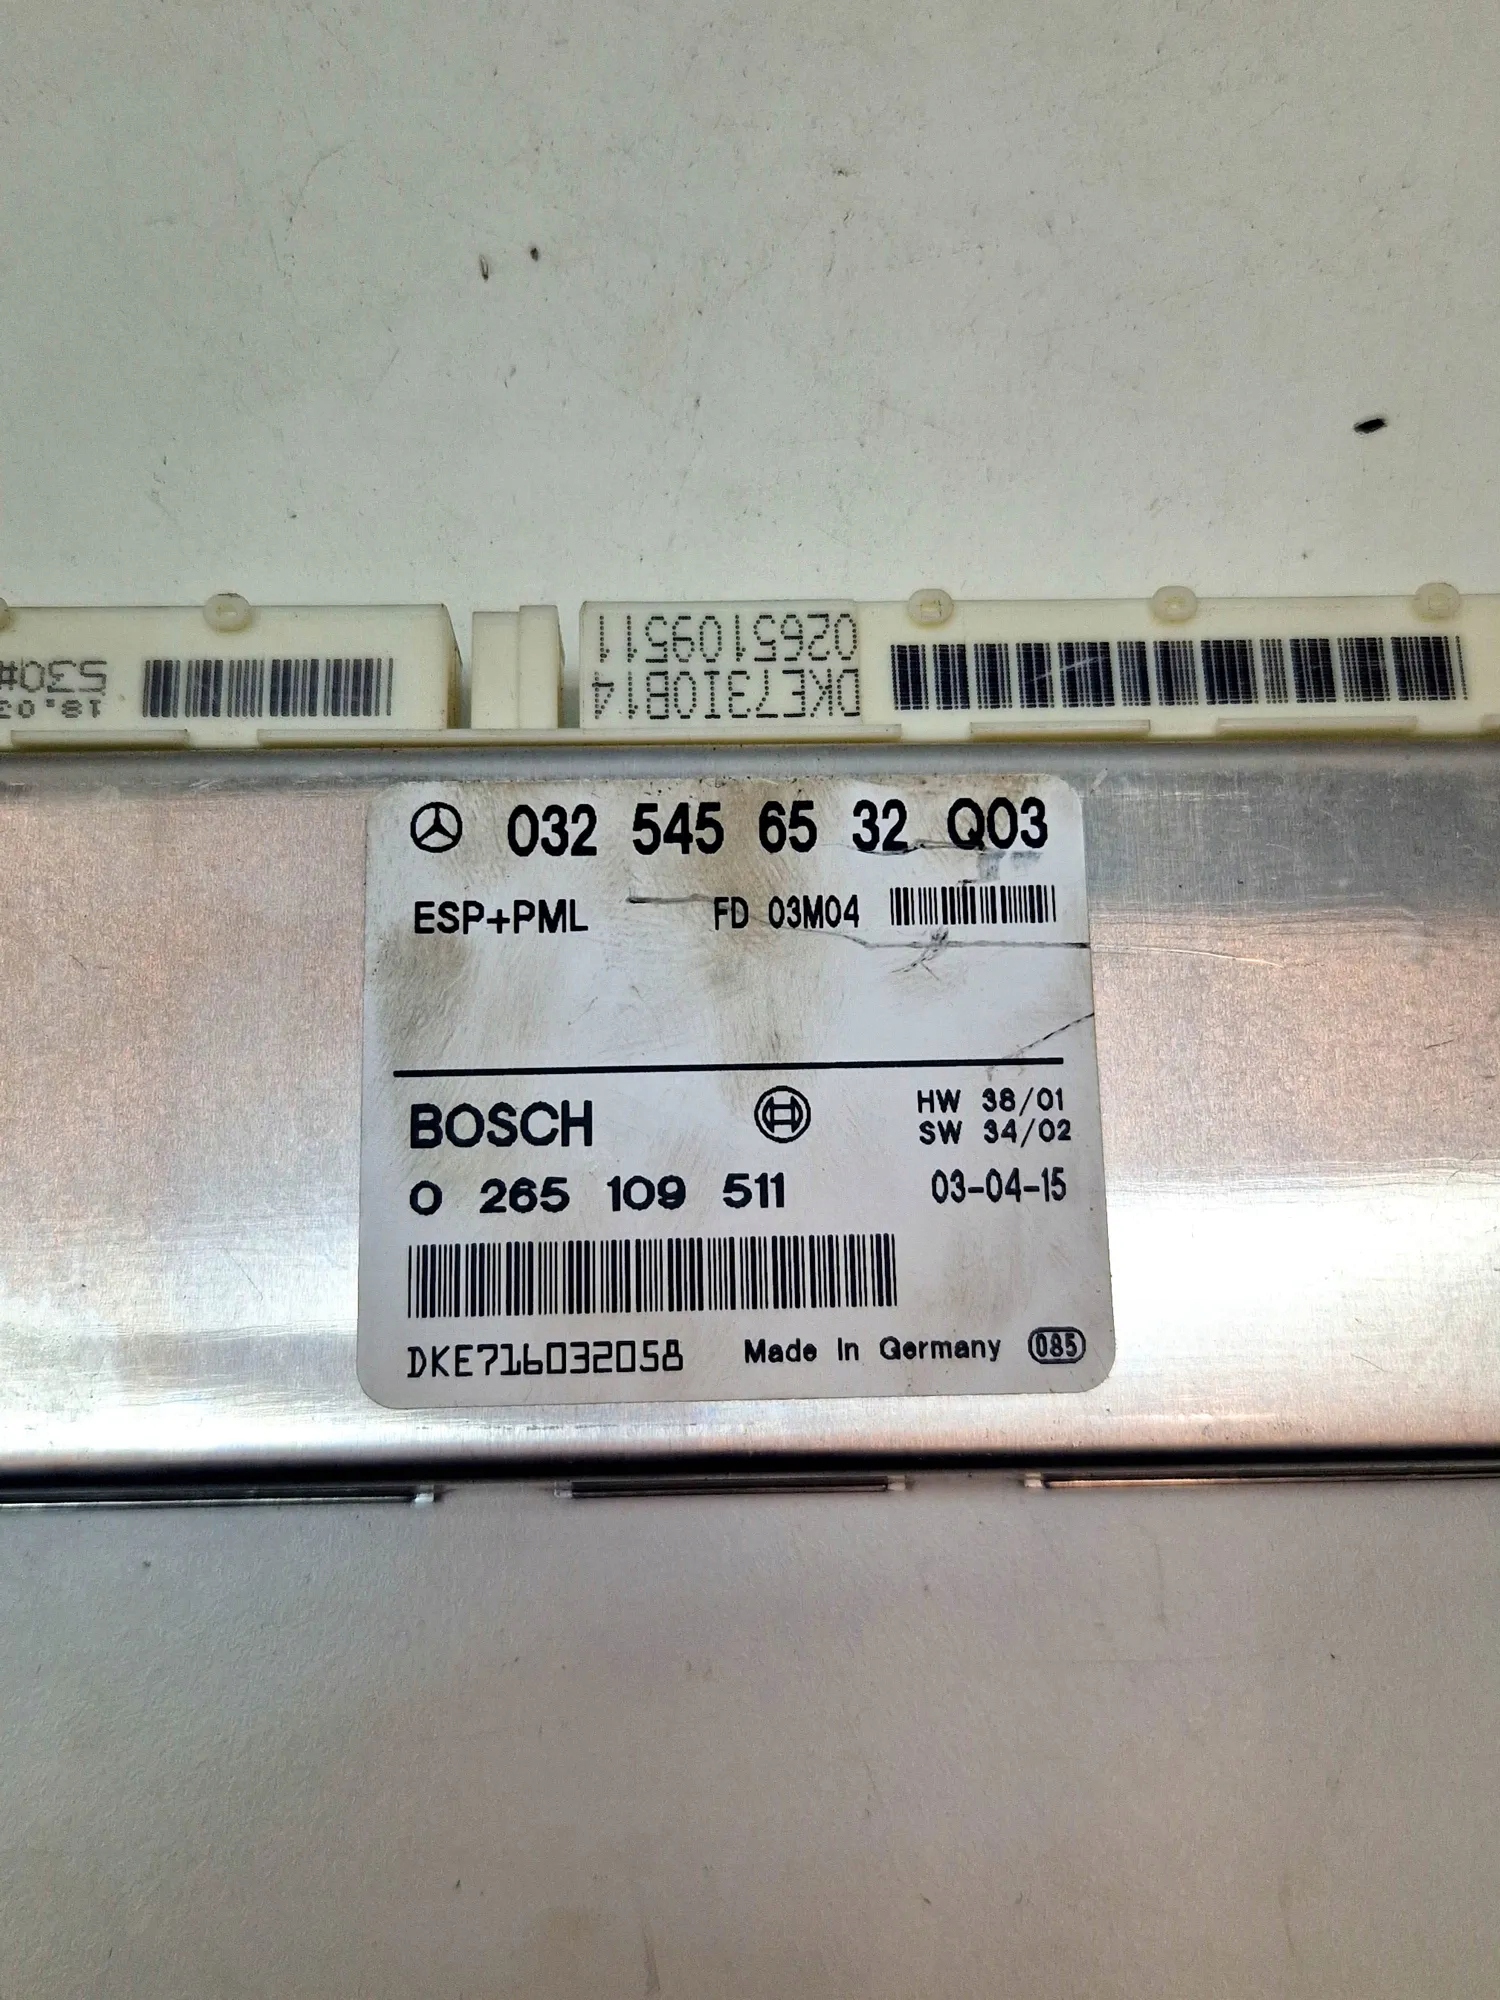 0265109511
DKE73I0B14
530#
18.03
032 545 65 32 Q03
ESP+PML FD 03M04
BOSCH
HW 38/01
SW 34/02
0 265 109 511 03-04-15
DKE716032058 Made in Germany 085